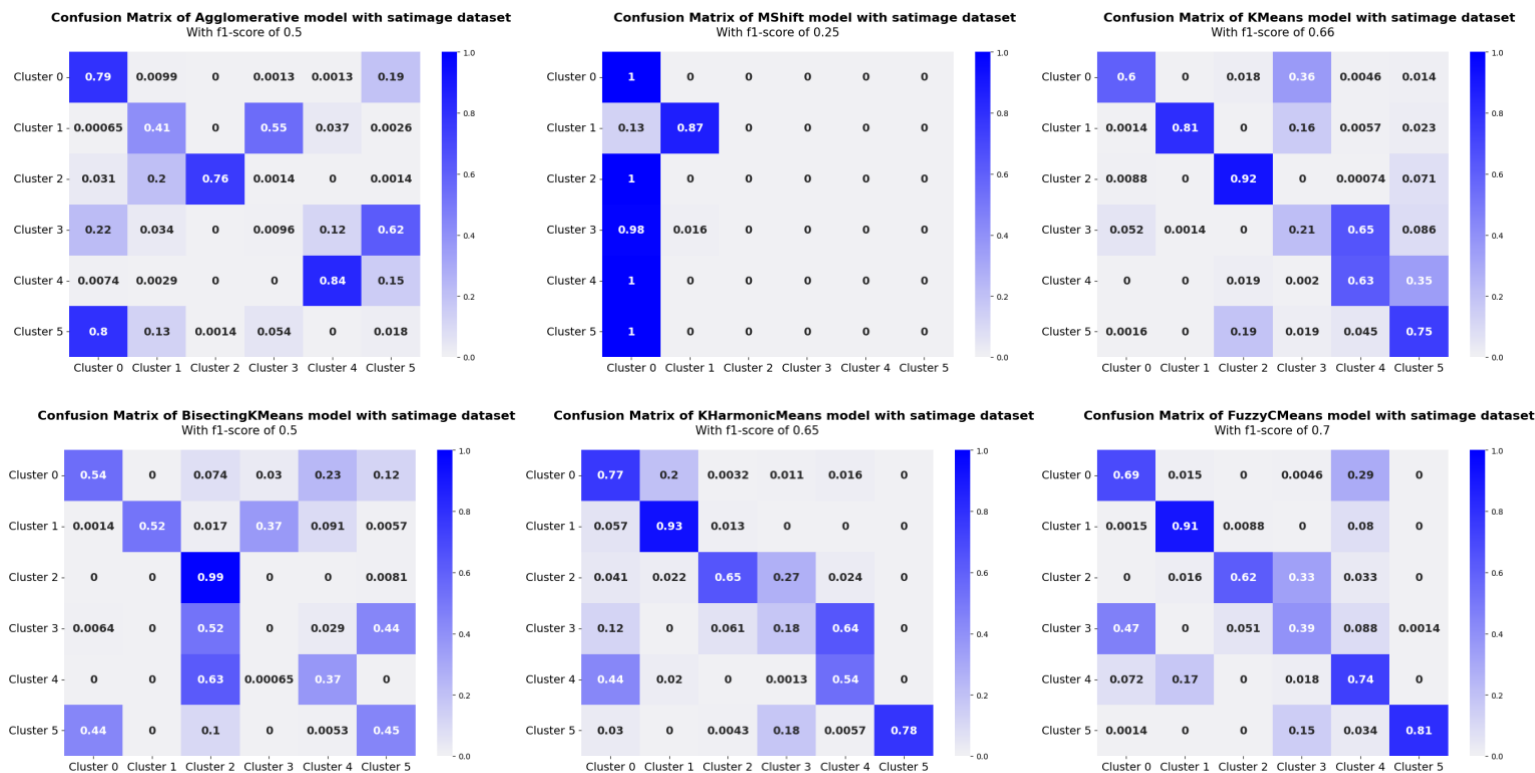 Confusion Matrix of Agglomerative model with satimage dataset
With f1-score of 0.5
1.0
Cluster 0 0.79 0.0099 0 0.0013 0.0013 0.19
0.8
Cluster 1 0.00065 0.41 0 0.55 0.037 0.0026
0.6
Cluster 2 0.031 0.2 0.76 0.0014 0 0.0014
Cluster 3 0.22 0.034 0 0.0096 0.12 0.62
0.4
Cluster 4 0.0074 0.0029 0 0 0.84 0.15
0.2
Cluster 5 0.8 0.13 0.0014 0.054 0 0.018
0.0
Cluster 0 Cluster 1 Cluster 2 Cluster 3 Cluster 4 Cluster 5
Confusion Matrix of MShift model with satimage dataset
With f1-score of 0.25
1.0
Cluster 0 1 0 0 0 0 0
0.8
Cluster 1 0.13 0.87 0 0 0 0
0.6
Cluster 2 1 0 0 0 0 0
Cluster 3 0.98 0.016 0 0 0 0
0.4
Cluster 4 1 0 0 0 0 0
0.2
Cluster 5 1 0 0 0 0 0
0.0
Cluster 0 Cluster 1 Cluster 2 Cluster 3 Cluster 4 Cluster 5
Confusion Matrix of KMeans model with satimage dataset
With f1-score of 0.66
1.0
Cluster 0 0.6 0 0.018 0.36 0.0046 0.014
0.8
Cluster 1 0.0014 0.81 0 0.16 0.0057 0.023
0.6
Cluster 2 0.0088 0 0.92 0 0.00074 0.071
Cluster 3 0.052 0.0014 0 0.21 0.65 0.086
0.4
Cluster 4 0 0 0.019 0.002 0.63 0.35
0.2
Cluster 5 0.0016 0 0.19 0.019 0.045 0.75
0.0
Cluster 0 Cluster 1 Cluster 2 Cluster 3 Cluster 4 Cluster 5
Confusion Matrix of BisectingKMeans model with satimage dataset
With f1-score of 0.5
1.0
Cluster 0 0.54 0 0.074 0.03 0.23 0.12
0.8
Cluster 1 0.0014 0.52 0.017 0.37 0.091 0.0057
0.6
Cluster 2 0 0 0.99 0 0 0.0081
Cluster 3 0.0064 0 0.52 0 0.029 0.44
0.4
Cluster 4 0 0 0.63 0.00065 0.37 0
0.2
Cluster 5 0.44 0 0.1 0 0.0053 0.45
0.0
Cluster 0 Cluster 1 Cluster 2 Cluster 3 Cluster 4 Cluster 5
Confusion Matrix of KHarmonicMeans model with satimage dataset
With f1-score of 0.65
1.0
Cluster 0 0.77 0.2 0.0032 0.011 0.016 0
0.8
Cluster 1 0.057 0.93 0.013 0 0 0
0.6
Cluster 2 0.041 0.022 0.65 0.27 0.024 0
Cluster 3 0.12 0 0.061 0.18 0.64 0
0.4
Cluster 4 0.44 0.02 0 0.0013 0.54 0
0.2
Cluster 5 0.03 0 0.0043 0.18 0.0057 0.78
0.0
Cluster 0 Cluster 1 Cluster 2 Cluster 3 Cluster 4 Cluster 5
Confusion Matrix of FuzzyCMeans model with satimage dataset
With f1-score of 0.7
1.0
Cluster 0 0.69 0.015 0 0.0046 0.29 0
0.8
Cluster 1 0.0015 0.91 0.0088 0 0.08 0
0.6
Cluster 2 0 0.016 0.62 0.33 0.033 0
Cluster 3 0.47 0 0.051 0.39 0.088 0.0014
0.4
Cluster 4 0.072 0.17 0 0.018 0.74 0
0.2
Cluster 5 0.0014 0 0 0.15 0.034 0.81
0.0
Cluster 0 Cluster 1 Cluster 2 Cluster 3 Cluster 4 Cluster 5